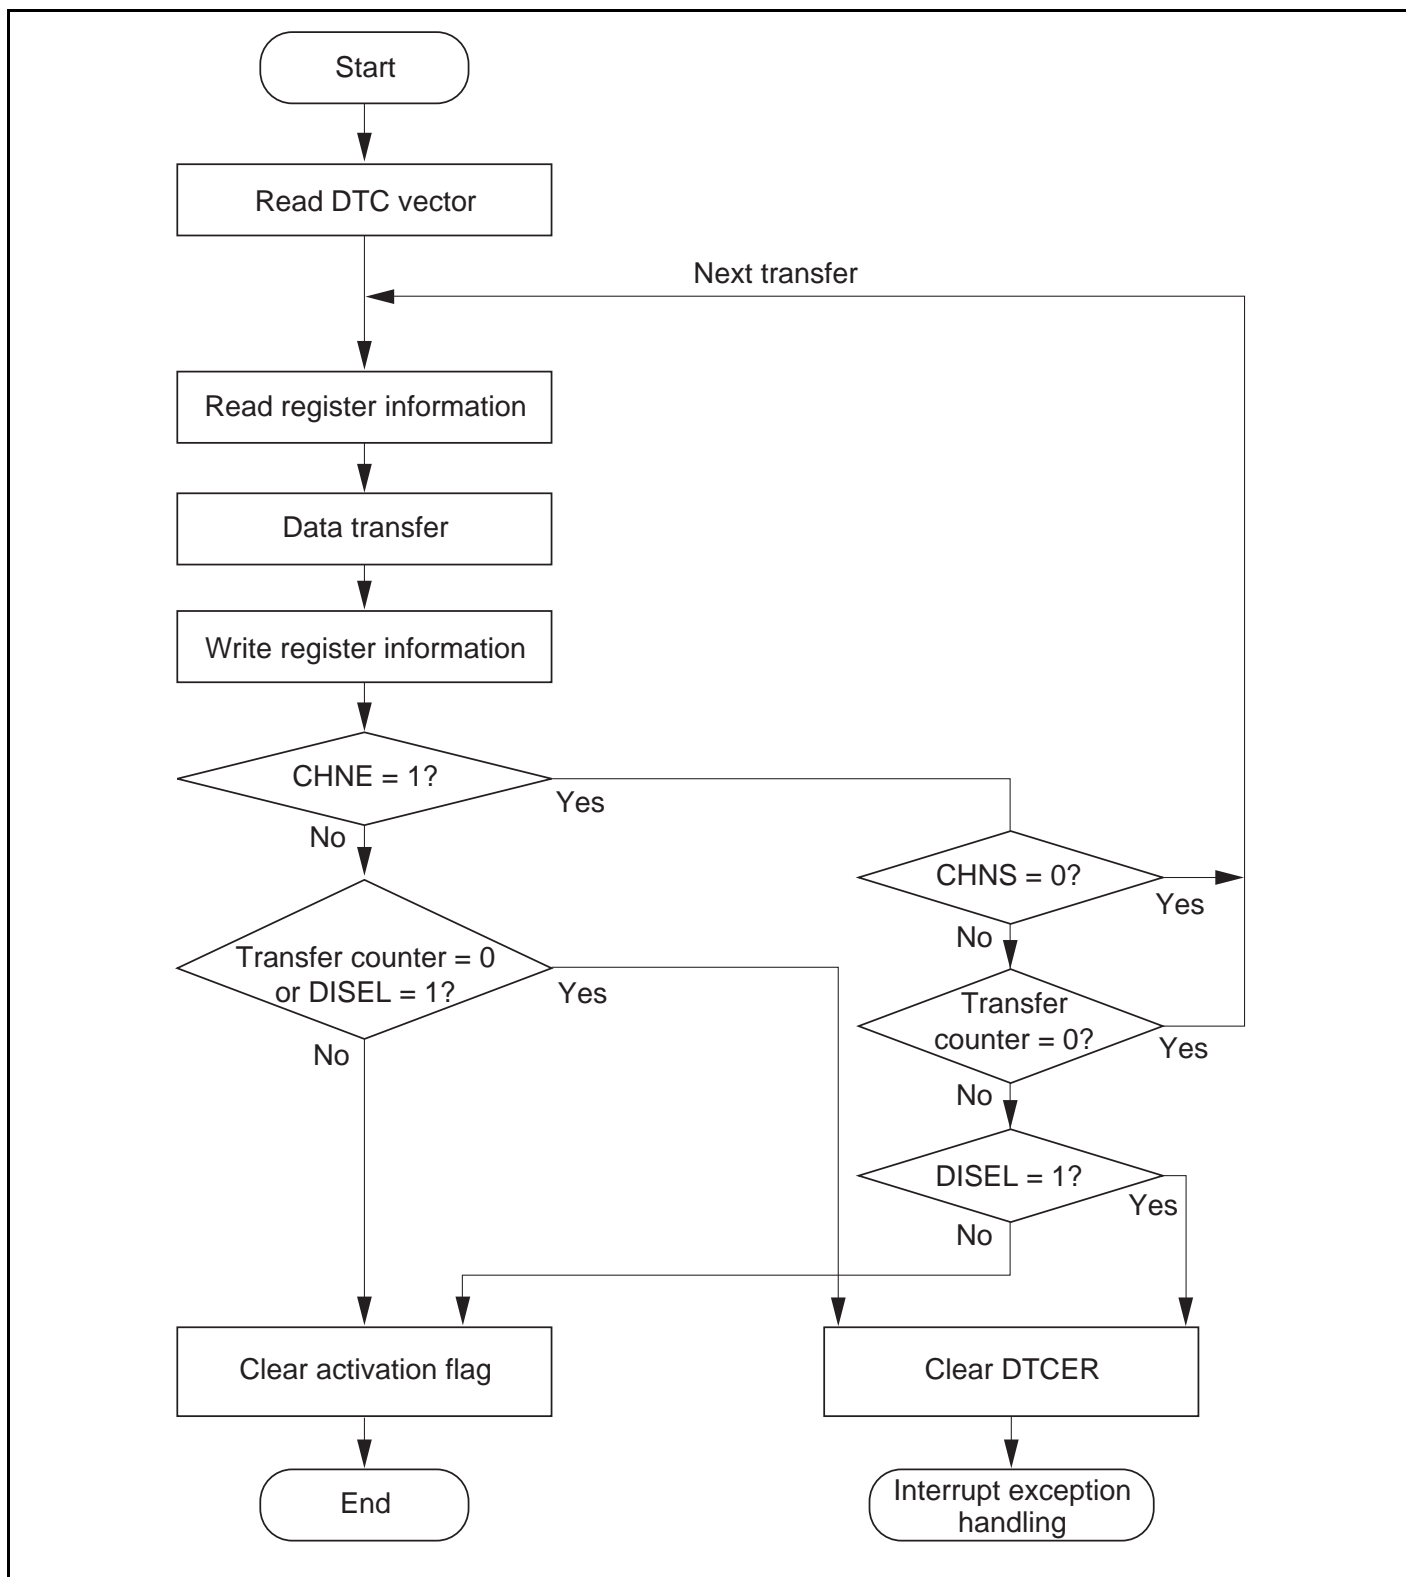 Start
Read DTC vector
Next transfer
Read register information
Data transfer
Write register information
CHNE = 1?
Yes
No
CHNS = 0?
Yes
No
Transfer counter = 0
or DISEL = 1?
Yes
No
Transfer
counter = 0?
Yes
No
DISEL = 1?
Yes
No
Clear activation flag
Clear DTCER
End
Interrupt exception
handling